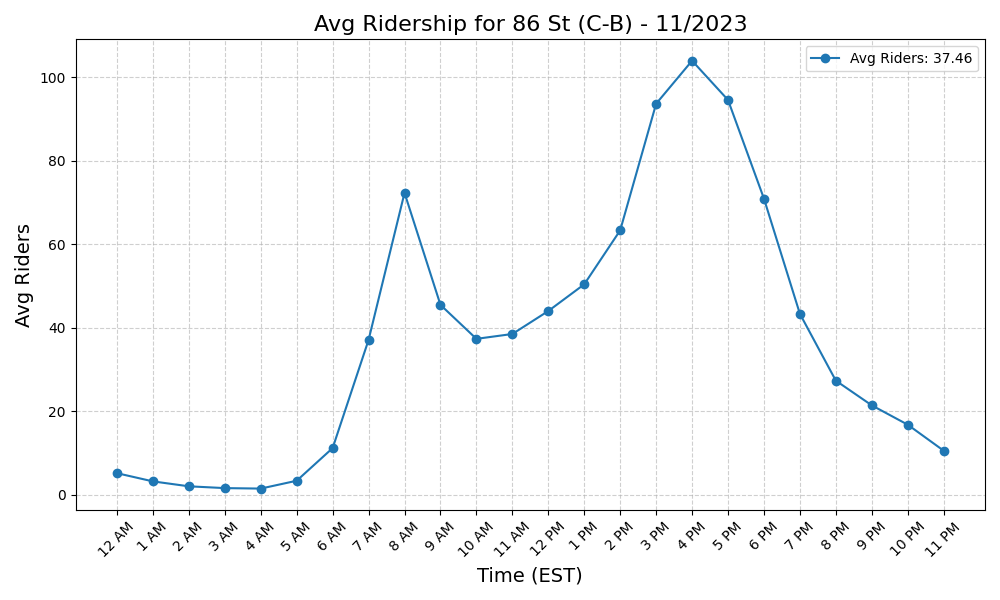 Avg Ridership for 86 St (C-B) - 11/2023
Avg Riders: 37.46
Avg Riders
100
80
60
40
20
0
12 AM
1 AM
2 AM
3 AM
4 AM
5 AM
6 AM
7 AM
8 AM
9 AM
10 AM
11 AM
12 PM
1 PM
2 PM
3 PM
4 PM
5 PM
6 PM
7 PM
8 PM
9 PM
10 PM
11 PM
Time (EST)